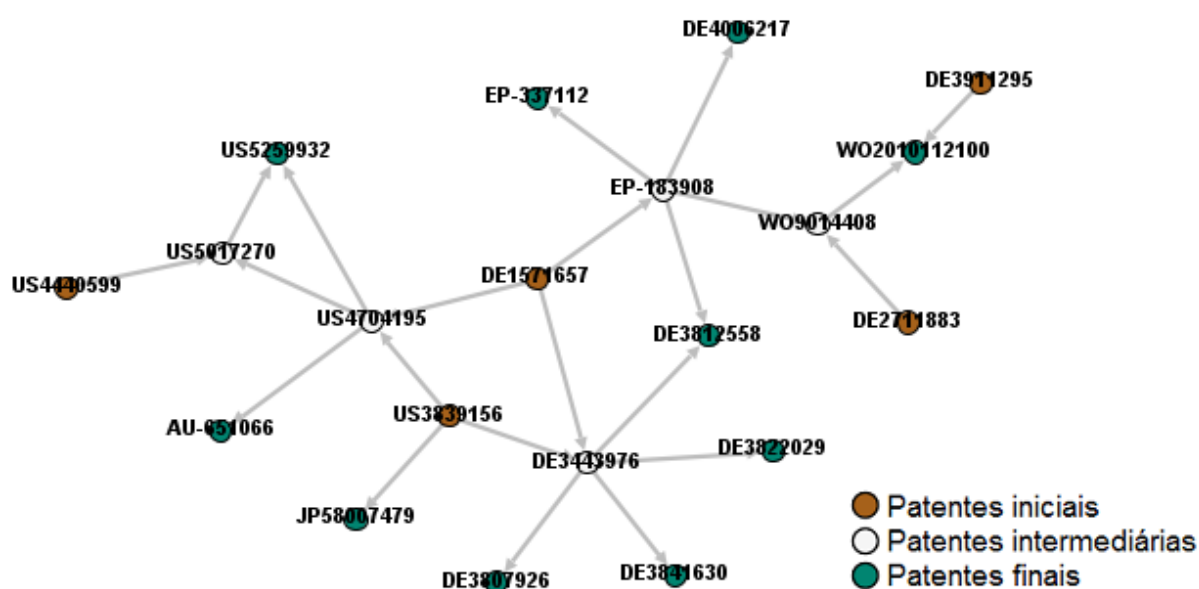 DE4006217
DE3911295
EP-337112
US5259932
WO2010112100
EP-183908
WO9014408
US5017270
DE1571657
US4440599
US4704195
DE2711883
DE3812558
US3839156
AU-651066
DE3822029
DE3443976
JP58007479
DE3807926
DE3841630
Patentes iniciais
Patentes intermediárias
Patentes finais